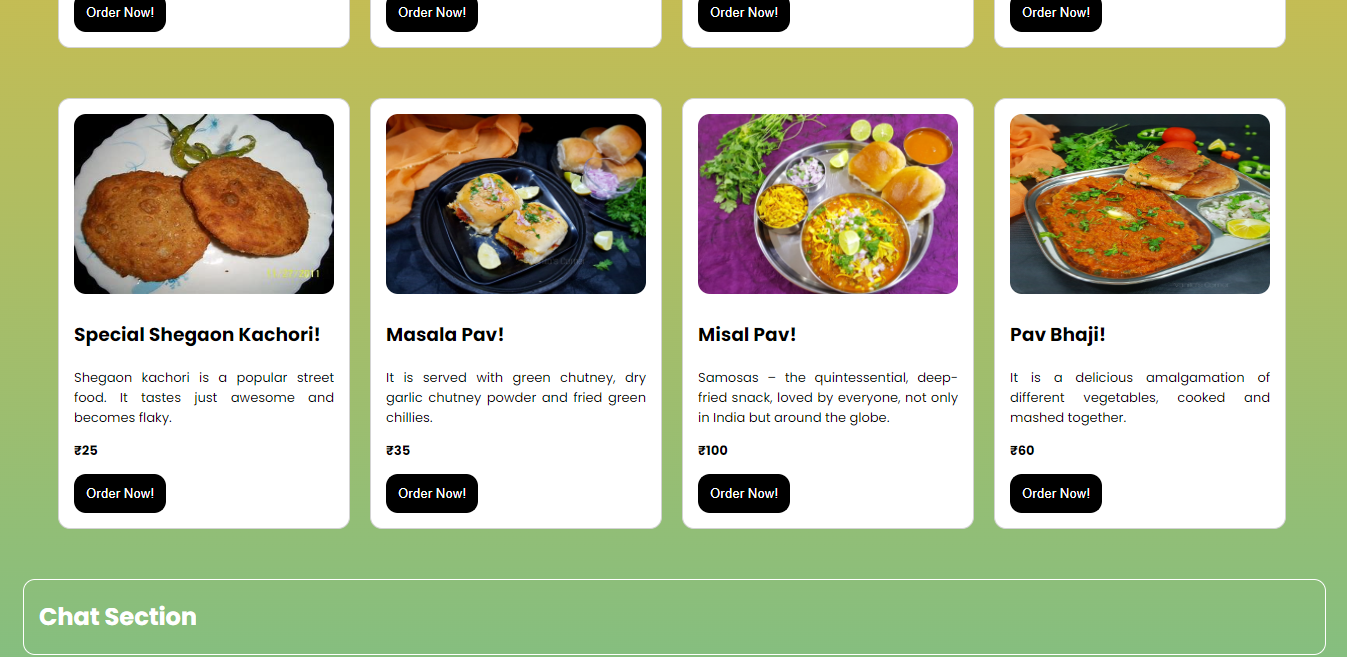 Order Now!
Order Now!
Order Now!
Order Now!
Special Shegaon Kachori!
Shegaon kachori is a popular street
food. It tastes just awesome and
becomes flaky.
₹25
Order Now!
Masala Pav!
It is served with green chutney, dry
garlic chutney powder and fried green
chillies.
₹35
Order Now!
Misal Pav!
Samosas – the quintessential, deep-
fried snack, loved by everyone, not only
in India but around the globe.
₹100
Order Now!
Pav Bhaji!
It is a delicious amalgamation of
different vegetables, cooked and
mashed together.
₹60
Order Now!
Chat Section